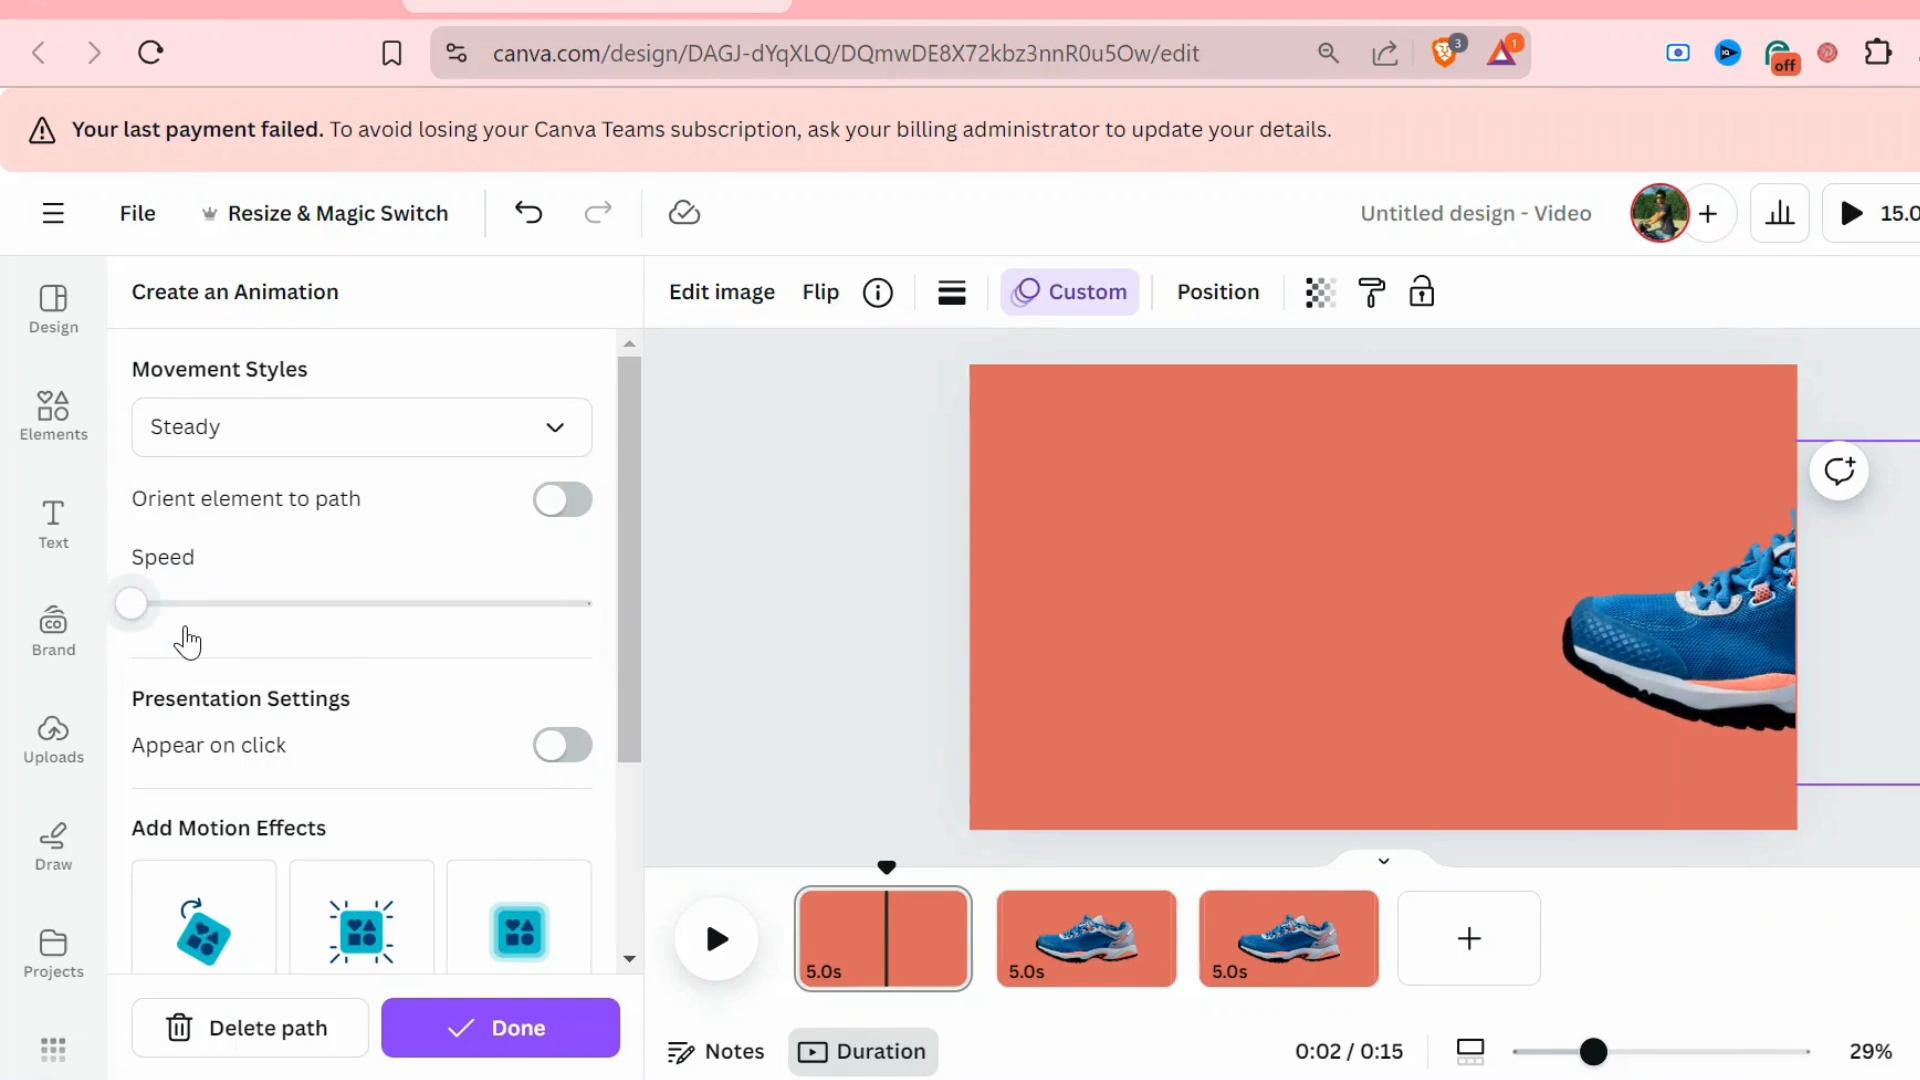 canva.com/design/DAGJ-dYqXLQ/DQmwDE8X72kbz3nnR0u5Ow/edit
3
1
off
Your last payment failed. To avoid losing your Canva Teams subscription, ask your billing administrator to update your details.
File
Resize & Magic Switch
Untitled design - Video
15.0
Design
Elements
Text
Brand
Uploads
Draw
Projects
Create an Animation
Movement Styles
Steady
Orient element to path
Speed
Presentation Settings
Appear on click
Add Motion Effects
Delete path
Done
Edit image
Flip
Custom
Position
5.0s
5.0s
5.0s
Notes
Duration
0:02 / 0:15
29%